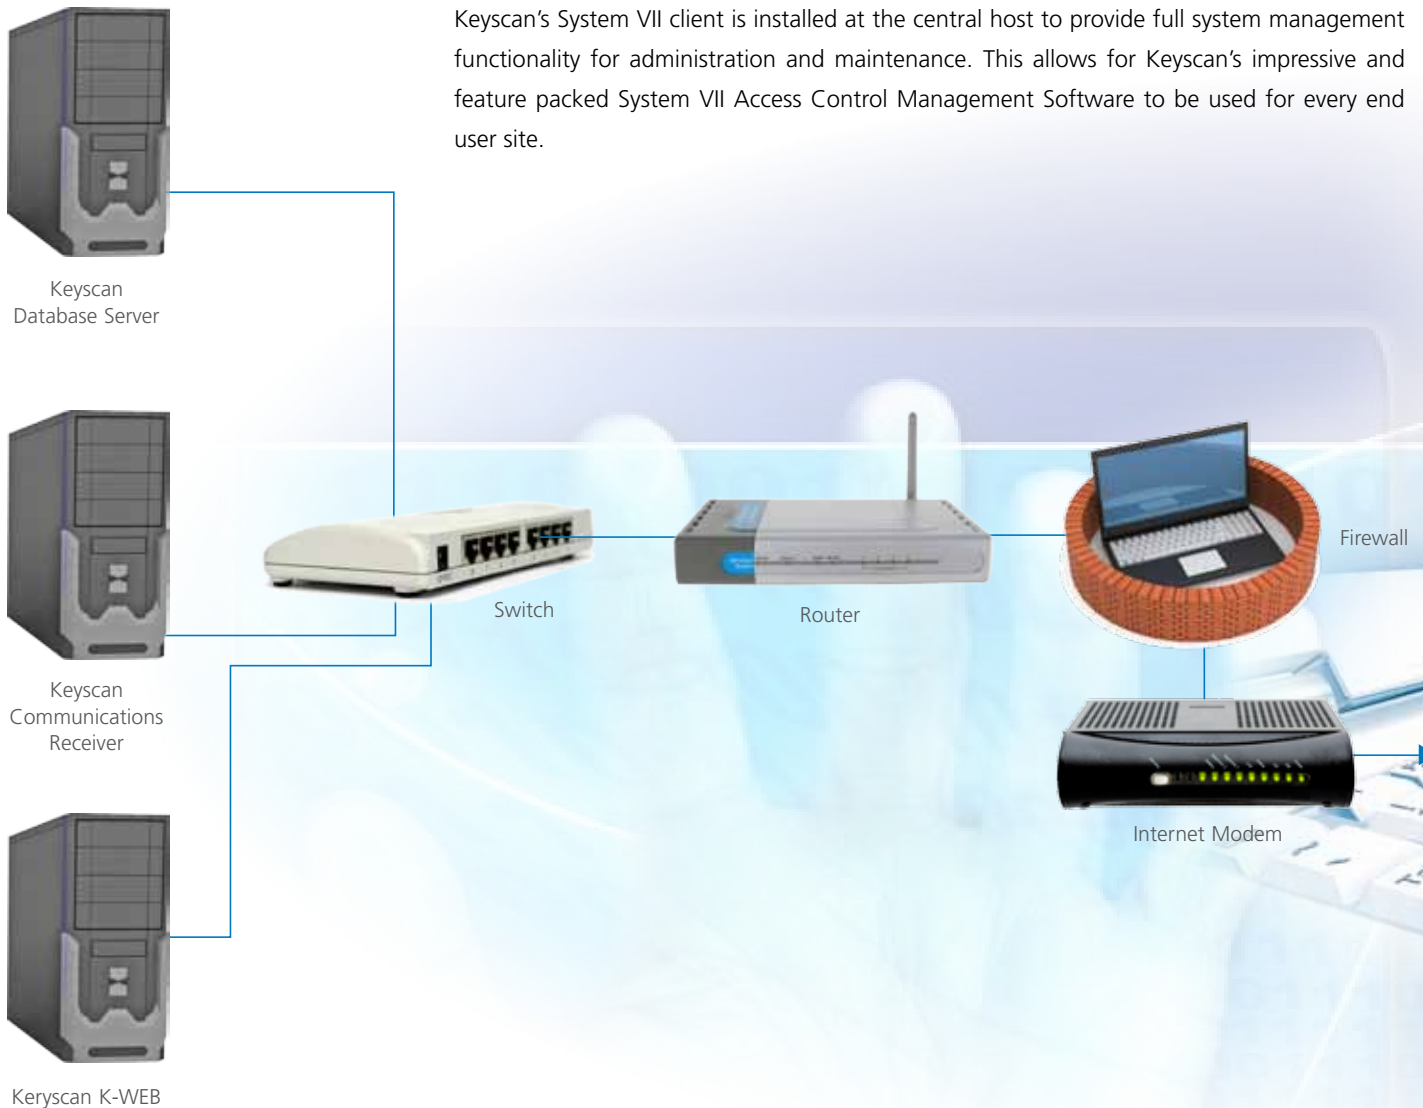 Keyscan’s System VII client is installed at the central host to provide full system management
functionality for administration and maintenance. This allows for Keyscan’s impressive and
feature packed System VII Access Control Management Software to be used for every end
user site.
Keyscan
Database Server
Firewall
Switch
Router
Keyscan
Communications
Receiver
Internet Modem
Keryscan K-WEB